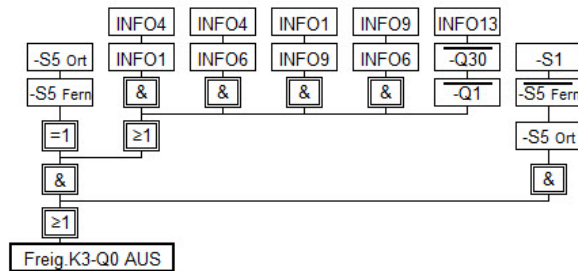 INFO4 INFO4 INFO1 INFO9 INFO13
-S5 Ort INFO1 INFO6 INFO9 INFO6 -Q30 -S1
-S5 Fern & & & & -Q1 -S5 Fern
=1 ≥1 -S5 Ort
& &
≥1
Freig.K3-Q0 AUS